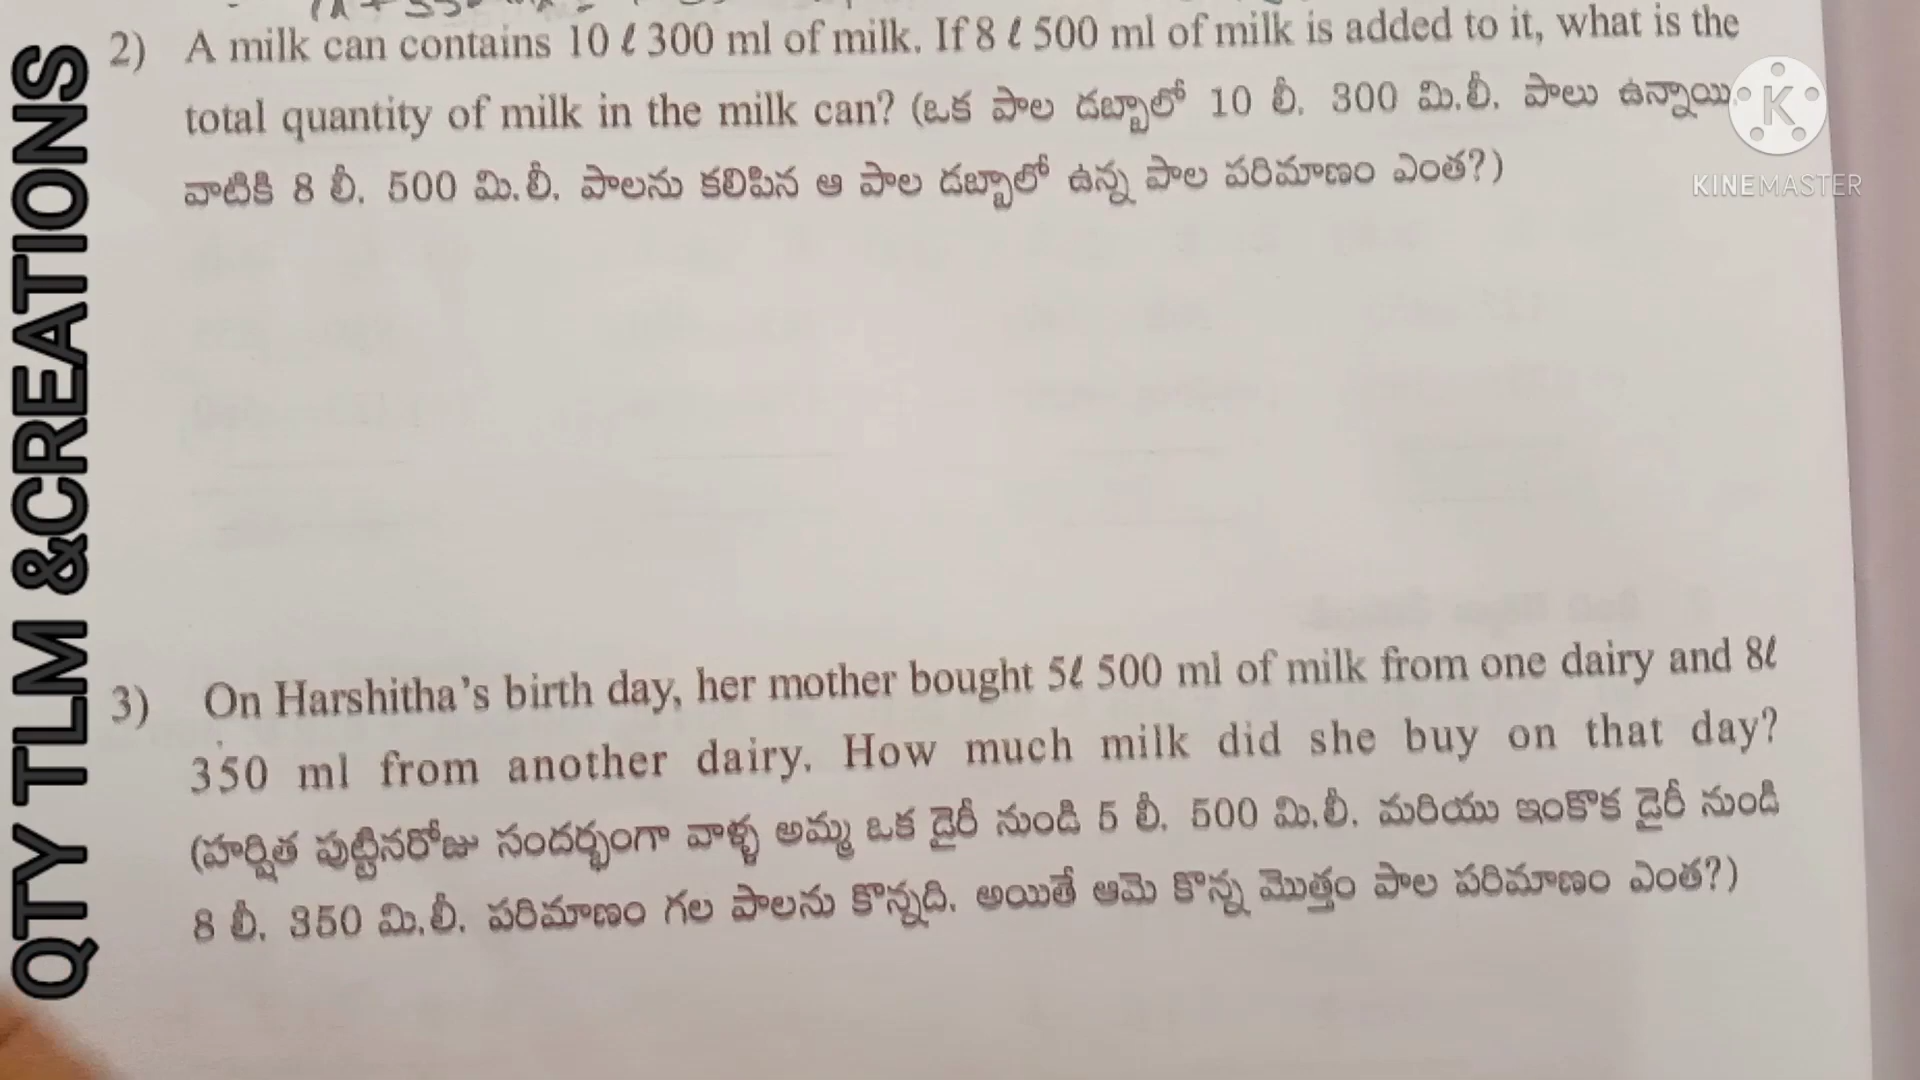 2) A milk can contains 10 ℓ 300 ml of milk. If 8 ℓ 500 ml of milk is added to it, what is the
total quantity of milk in the milk can? (ఒక పాల డబ్బాలో 10 లీ. 300 మి.లీ. పాలు ఉన్నాయి.
వాటికి 8 లీ. 500 మి.లీ. పాలను కలిపిన ఆ పాల డబ్బాలో ఉన్న పాల పరిమాణం ఎంత?)
K
KINEMASTER
3) On Harshitha's birth day, her mother bought 5ℓ 500 ml of milk from one dairy and 8ℓ
350 ml from another dairy. How much milk did she buy on that day?
(హర్షిత పుట్టినరోజు సందర్భంగా వాళ్ళ అమ్మ ఒక డైరీ నుండి 5 లీ. 500 మి.లీ. మరియు ఇంకొక డైరీ నుండి
8 లీ. 350 మి.లీ. పరిమాణం గల పాలను కొన్నది. అయితే ఆమె కొన్న మొత్తం పాల పరిమాణం ఎంత?)
QTY TLM &CREATIONS